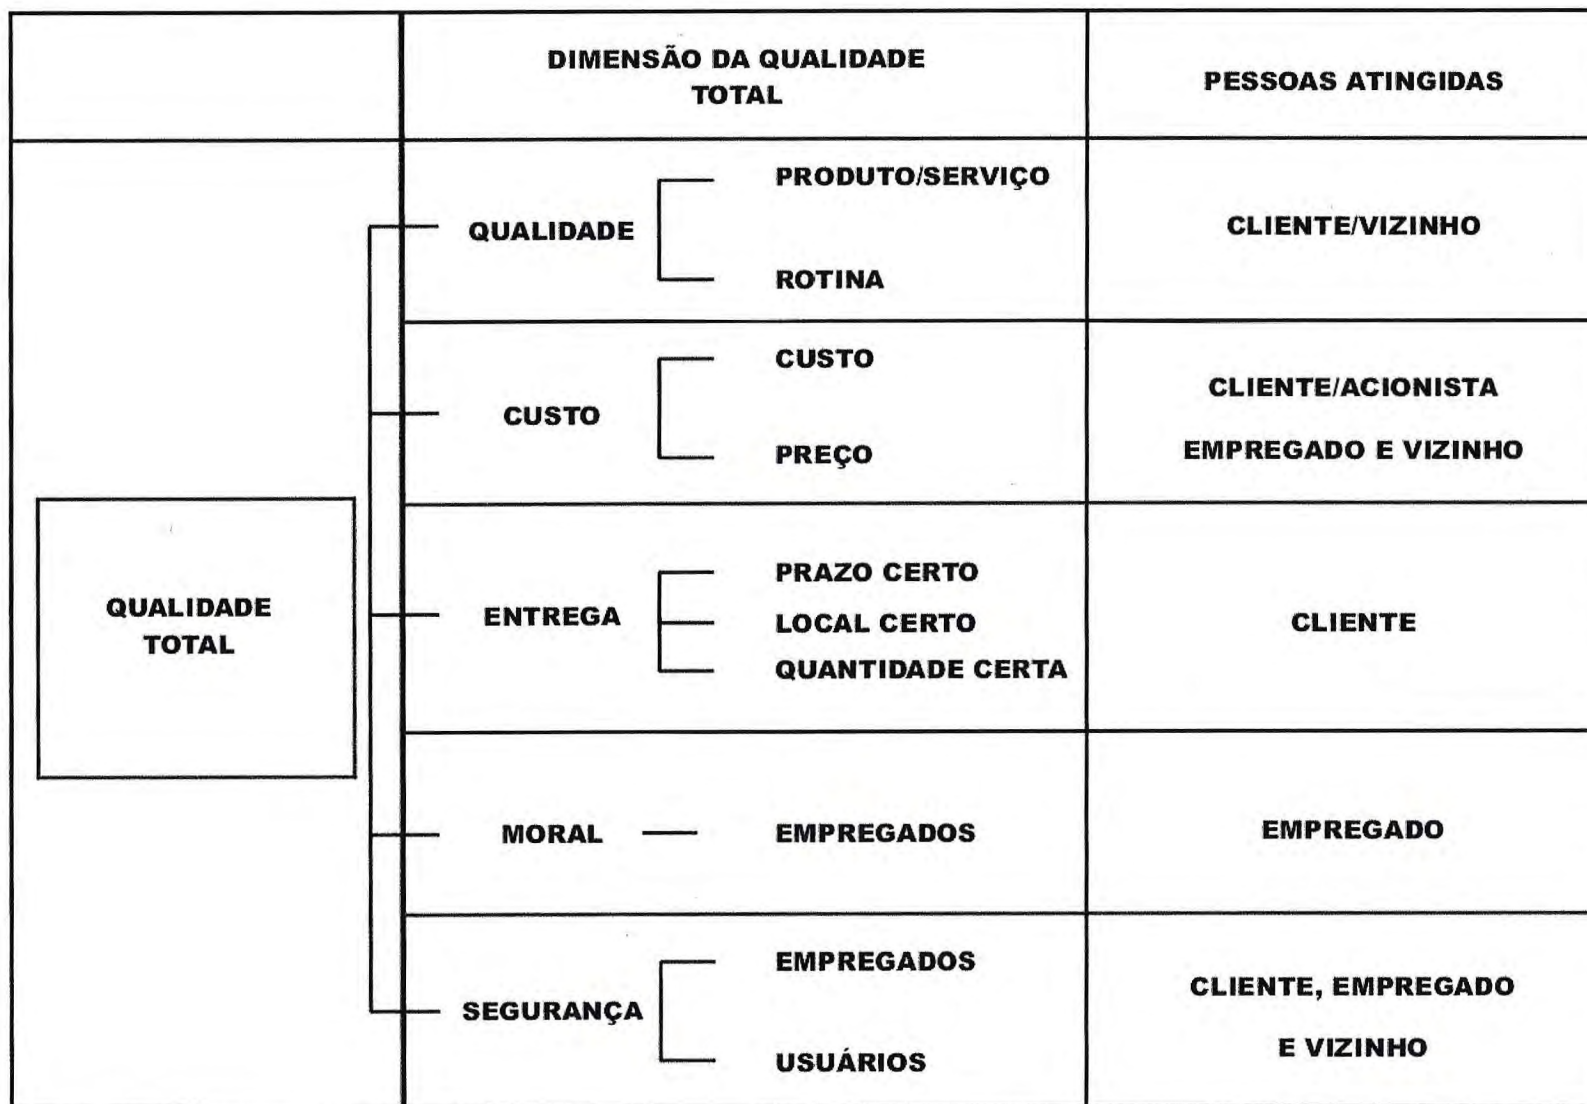 DIMENSÃO DA QUALIDADE
TOTAL
PESSOAS ATINGIDAS
QUALIDADE
TOTAL
QUALIDADE
PRODUTO/SERVIÇO
ROTINA
CLIENTE/VIZINHO
CUSTO
CUSTO
PREÇO
CLIENTE/ACIONISTA
EMPREGADO E VIZINHO
ENTREGA
PRAZO CERTO
LOCAL CERTO
QUANTIDADE CERTA
CLIENTE
MORAL
EMPREGADOS
EMPREGADO
SEGURANÇA
EMPREGADOS
USUÁRIOS
CLIENTE, EMPREGADO
E VIZINHO